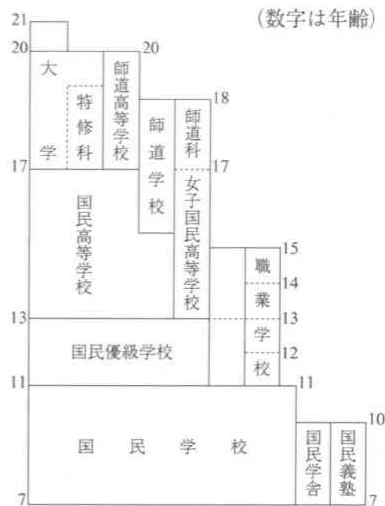 (数字は年齢)
21
20
20
大学
特修科
師道高等学校
師道学校
18
師道科
17
17
国民高等学校
女子国民高等学校
15
職業学校
14
13
13
12
国民優級学校
11
11
国民学校
10
国民学舎
国民義塾
7
7